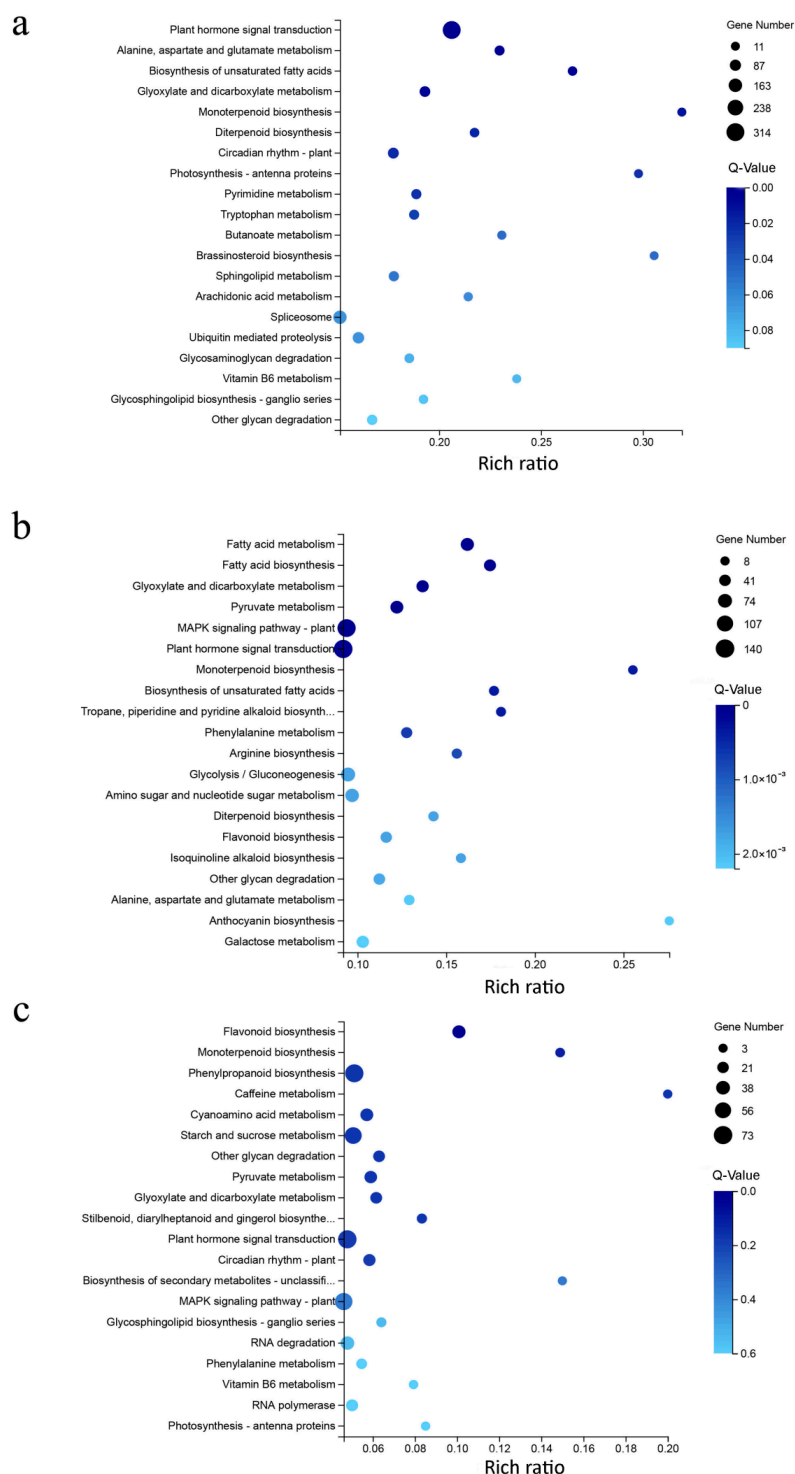 a
Plant hormone signal transduction
Alanine, aspartate and glutamate metabolism
Biosynthesis of unsaturated fatty acids
Glyoxylate and dicarboxylate metabolism
Monoterpenoid biosynthesis
Diterpenoid biosynthesis
Circadian rhythm - plant
Photosynthesis - antenna proteins
Pyrimidine metabolism
Tryptophan metabolism
Butanoate metabolism
Brassinosteroid biosynthesis
Sphingolipid metabolism
Arachidonic acid metabolism
Spliceosome
Ubiquitin mediated proteolysis
Glycosaminoglycan degradation
Vitamin B6 metabolism
Glycosphingolipid biosynthesis - ganglio series
Other glycan degradation
0.20 0.25 0.30
Rich ratio
Gene Number
11
87
163
238
314
Q-Value
0.00
0.02
0.04
0.06
0.08
b
Fatty acid metabolism
Fatty acid biosynthesis
Glyoxylate and dicarboxylate metabolism
Pyruvate metabolism
MAPK signaling pathway - plant
Plant hormone signal transduction
Monoterpenoid biosynthesis
Biosynthesis of unsaturated fatty acids
Tropane, piperidine and pyridine alkaloid biosynth...
Phenylalanine metabolism
Arginine biosynthesis
Glycolysis / Gluconeogenesis
Amino sugar and nucleotide sugar metabolism
Diterpenoid biosynthesis
Flavonoid biosynthesis
Isoquinoline alkaloid biosynthesis
Other glycan degradation
Alanine, aspartate and glutamate metabolism
Anthocyanin biosynthesis
Galactose metabolism
0.10 0.15 0.20 0.25
Rich ratio
Gene Number
8
41
74
107
140
Q-Value
0
1.0×10⁻³
2.0×10⁻³
c
Flavonoid biosynthesis
Monoterpenoid biosynthesis
Phenylpropanoid biosynthesis
Caffeine metabolism
Cyanoamino acid metabolism
Starch and sucrose metabolism
Other glycan degradation
Pyruvate metabolism
Glyoxylate and dicarboxylate metabolism
Stilbenoid, diarylheptanoid and gingerol biosynthe...
Plant hormone signal transduction
Circadian rhythm - plant
Biosynthesis of secondary metabolites - unclassifi...
MAPK signaling pathway - plant
Glycosphingolipid biosynthesis - ganglio series
RNA degradation
Phenylalanine metabolism
Vitamin B6 metabolism
RNA polymerase
Photosynthesis - antenna proteins
0.06 0.08 0.10 0.12 0.14 0.16 0.18 0.20
Rich ratio
Gene Number
3
21
38
56
73
Q-Value
0.0
0.2
0.4
0.6